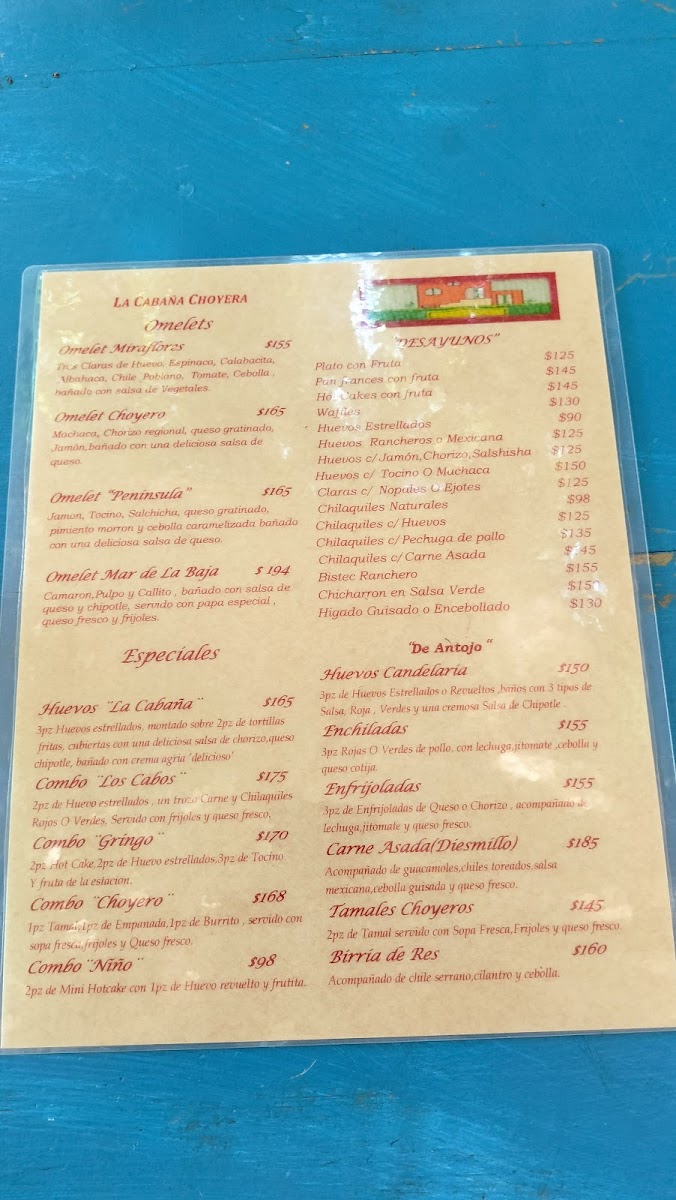 LA CABAÑA CHOYERA
Omelets
Omelet Miraflores $155
Tres Claras de Huevo, Espinaca, Calabacita,
Albahaca, Chile Poblano, Tomate, Cebolla ,
bañado con salsa de Vegetales.
Omelet Choyero $165
Machaca, Chorizo regional, queso gratinado,
Jamón,bañado con una deliciosa salsa de
queso.
Omelet "Peninsula" $165
Jamon, Tocino, Salchicha, queso gratinado,
pimiento morron y cebolla caramelizada bañado
con una deliciosa salsa de queso.
Omelet Mar de La Baja $ 194
Camaron,Pulpo y Callito , bañado con salsa de
queso y chipotle, servido con papa especial ,
queso fresco y frijoles.
Especiales
Huevos ¨La Cabaña¨ $165
3pz Huevos estrellados, montado sobre 2pz de tortillas
fritas, cubiertas con una deliciosa salsa de chorizo,queso
chipotle, bañado con crema agria 'delicioso'
Combo ¨Los Cabos¨ $175
2pz de Huevo estrellados , un trozo Carne y Chilaquiles
Rojos O Verdes, Servido con frijoles y queso fresco,
Combo ¨Gringo¨ $170
2pz Hot Cake,2pz de Huevo estrellados,3pz de Tocino
Y fruta de la estacion.
Combo ¨Choyero¨ $168
1pz Tamal,1pz de Empanada,1pz de Burrito , servido con
sopa fresca,frijoles y Queso fresco.
Combo¨Niño¨ $98
2pz de Mini Hotcake con 1pz de Huevo revuelto y frutita.
"DESAYUNOS"
Plato con Fruta $125
Pan frances con fruta $145
Hot Cakes con fruta $145
Waffles $130
Huevos Estrellados $90
Huevos Rancheros o Mexicana $125
Huevos c/Jamón,Chorizo,Salshisha $125
Huevos c/ Tocino O Machaca $150
Claras c/ Nopales O Ejotes $125
Chilaquiles Naturales $98
Chilaquiles c/Huevos $125
Chilaquiles c/Pechuga de pollo $135
Chilaquiles c/Carne Asada $145
Bistec Ranchero $155
Chicharron en Salsa Verde $150
Higado Guisado o Encebollado $130
"De Antojo"
Huevos Candelaria $150
3pz de Huevos Estrellados o Revueltos ,baños con 3 tipos de
Salsa, Roja , Verdes y una cremosa Salsa de Chipotle .
Enchiladas $155
3pz Rojas O Verdes de pollo, con lechuga,jitomate ,cebolla y
queso cotija.
Enfrijoladas $155
3pz de Enfrijoladas de Queso o Chorizo , acompañado de
lechuga,jitomate y queso fresco.
Carne Asada(Diesmillo) $185
Acompañado de guacamoles,chiles toreados,salsa
mexicana,cebolla guisada y queso fresco.
Tamales Choyeros $145
2pz de Tamal servido con Sopa Fresca,Frijoles y queso fresco.
Birria de Res $160
Acompañado de chile serrano,cilantro y cebolla.